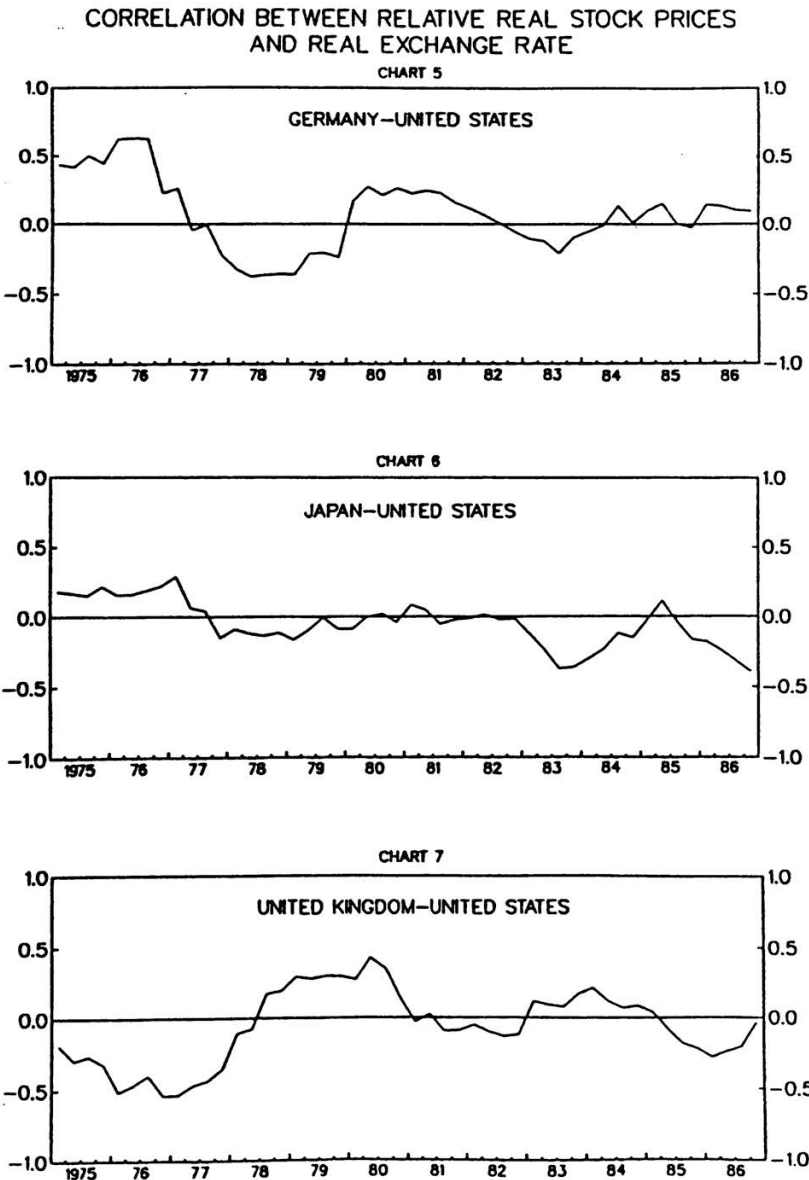 CORRELATION BETWEEN RELATIVE REAL STOCK PRICES
AND REAL EXCHANGE RATE
CHART 5
GERMANY–UNITED STATES
1.0 1.0
0.5 0.5
0.0 0.0
−0.5 −0.5
−1.0 −1.0
1975 76 77 78 79 80 81 82 83 84 85 86
CHART 6
JAPAN–UNITED STATES
1.0 1.0
0.5 0.5
0.0 0.0
−0.5 −0.5
−1.0 −1.0
1975 76 77 78 79 80 81 82 83 84 85 86
CHART 7
UNITED KINGDOM–UNITED STATES
1.0 1.0
0.5 0.5
0.0 0.0
−0.5 −0.5
−1.0 −1.0
1975 76 77 78 79 80 81 82 83 84 85 86